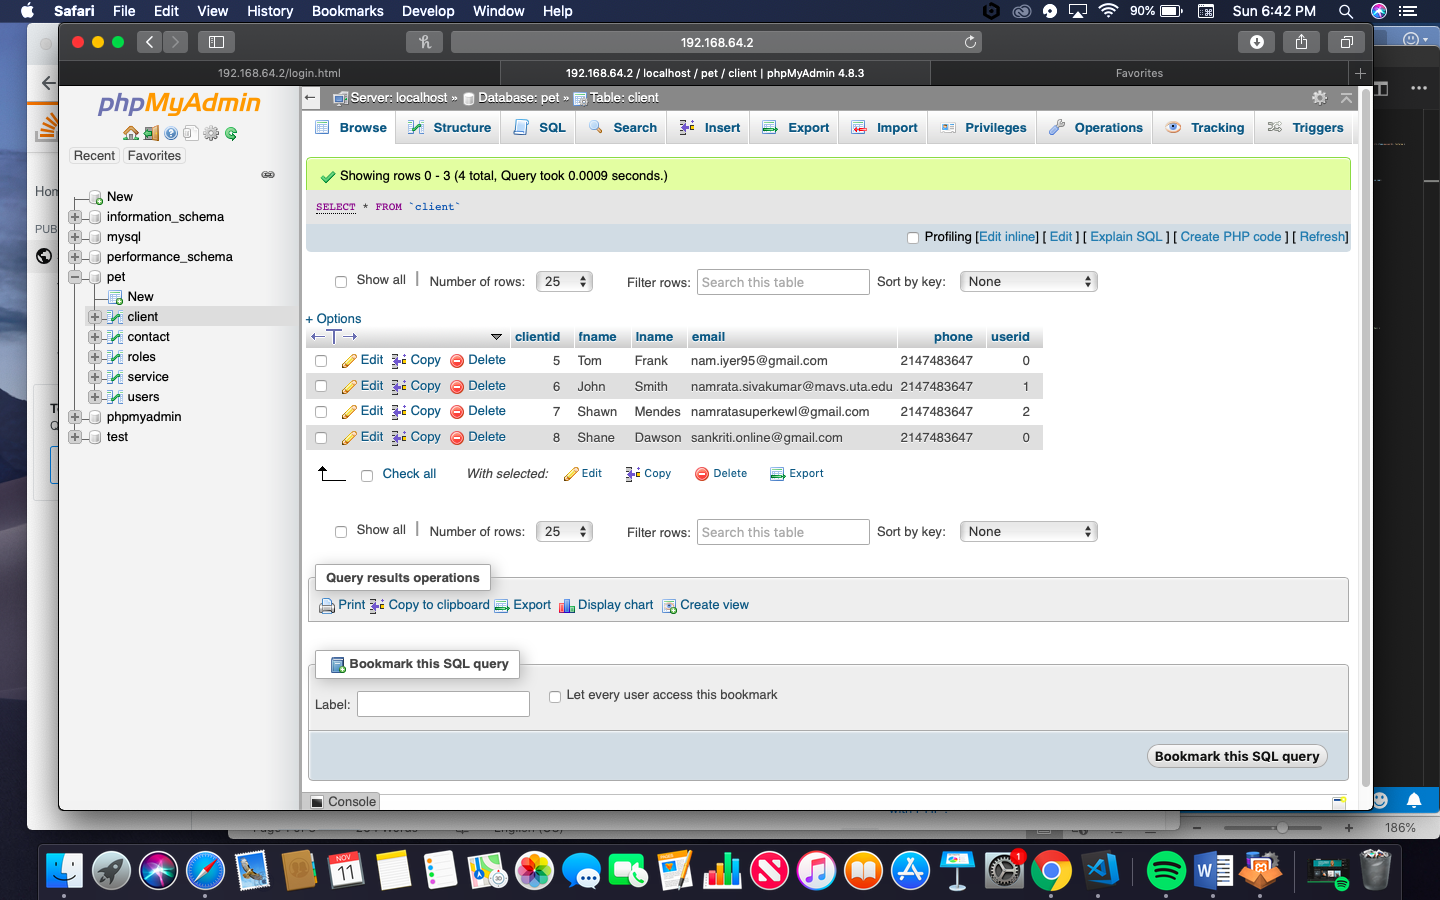 Safari File Edit View History Bookmarks Develop Window Help 90% Sun 6:42 PM
192.168.64.2
192.168.64.2/login.html
192.168.64.2 / localhost / pet / client | phpMyAdmin 4.8.3
Favorites
phpMyAdmin
Recent Favorites
New
information_schema
mysql
performance_schema
pet
New
client
contact
roles
service
users
phpmyadmin
test
Server: localhost » Database: pet » Table: client
Browse Structure SQL Search Insert Export Import Privileges Operations Tracking Triggers
Showing rows 0 - 3 (4 total, Query took 0.0009 seconds.)
SELECT * FROM `client`
Profiling [Edit inline] [ Edit ] [ Explain SQL ] [ Create PHP code ] [ Refresh]
Show all | Number of rows: 25 Filter rows: Search this table Sort by key: None
+ Options
←T→ clientid fname lname email phone userid
Edit Copy Delete 5 Tom Frank nam.iyer95@gmail.com 2147483647 0
Edit Copy Delete 6 John Smith namrata.sivakumar@mavs.uta.edu 2147483647 1
Edit Copy Delete 7 Shawn Mendes namratasuperkewl@gmail.com 2147483647 2
Edit Copy Delete 8 Shane Dawson sankriti.online@gmail.com 2147483647 0
Check all With selected: Edit Copy Delete Export
Show all | Number of rows: 25 Filter rows: Search this table Sort by key: None
Query results operations
Print Copy to clipboard Export Display chart Create view
Bookmark this SQL query
Label: Let every user access this bookmark
Bookmark this SQL query
Console
186%
NOV
11
1